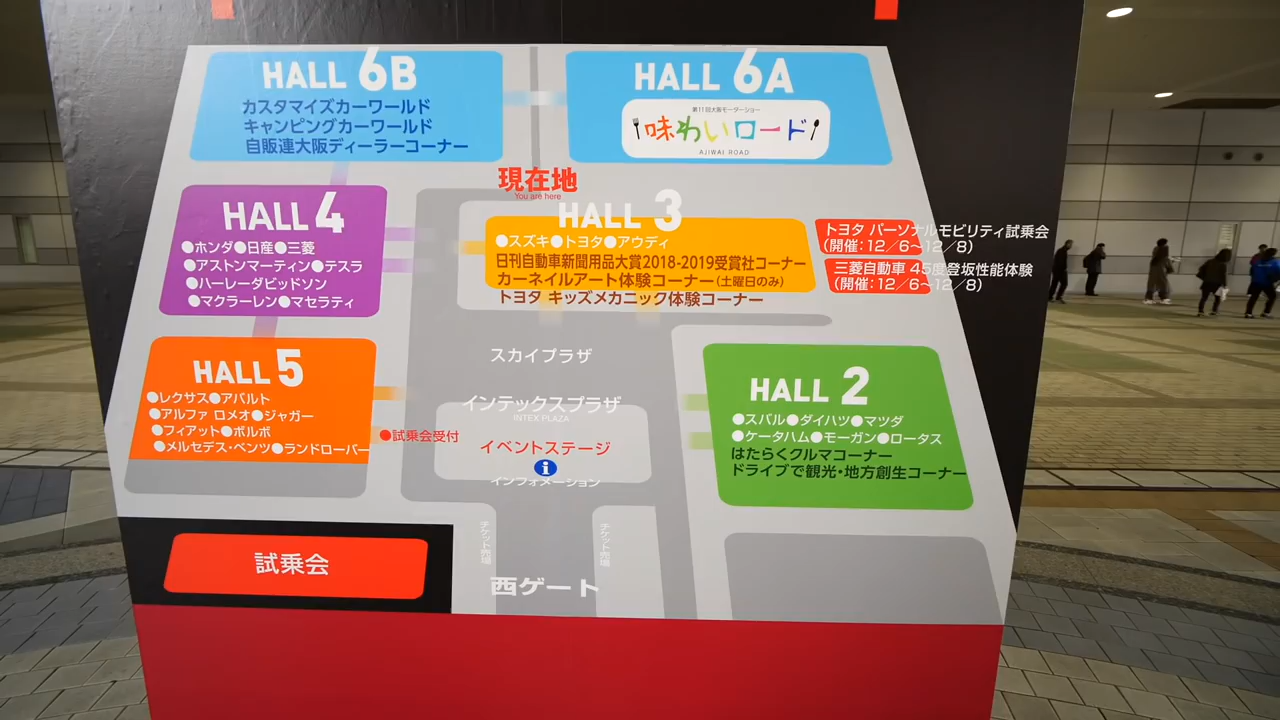 HALL 6B
カスタマイズカーワールド
キャンピングカーワールド
自販連大阪ディーラーコーナー
HALL 6A
第11回大阪モーターショー
味わいロード
AJIWAI ROAD
現在地
You are here
HALL 4
●ホンダ●日産●三菱
●アストンマーティン●テスラ
●ハーレーダビッドソン
●マクラーレン●マセラティ
HALL 3
●スズキ●トヨタ●アウディ
日刊自動車新聞用品大賞2018-2019受賞社コーナー
カーネイルアート体験コーナー(土曜日のみ)
トヨタ キッズメカニック体験コーナー
トヨタ パーソナルモビリティ試乗会
(開催:12/6〜12/8)
三菱自動車 45度登坂性能体験
(開催:12/6〜12/8)
HALL 5
●レクサス●アバルト
●アルファ ロメオ●ジャガー
●フィアット●ボルボ
●メルセデス・ベンツ●ランドローバー
●試乗会受付
スカイプラザ
インテックスプラザ
INTEX PLAZA
イベントステージ
i
インフォメーション
HALL 2
●スバル●ダイハツ●マツダ
●ケータハム●モーガン●ロータス
はたらくクルマコーナー
ドライブで観光・地方創生コーナー
チケット売場
チケット売場
試乗会
西ゲート